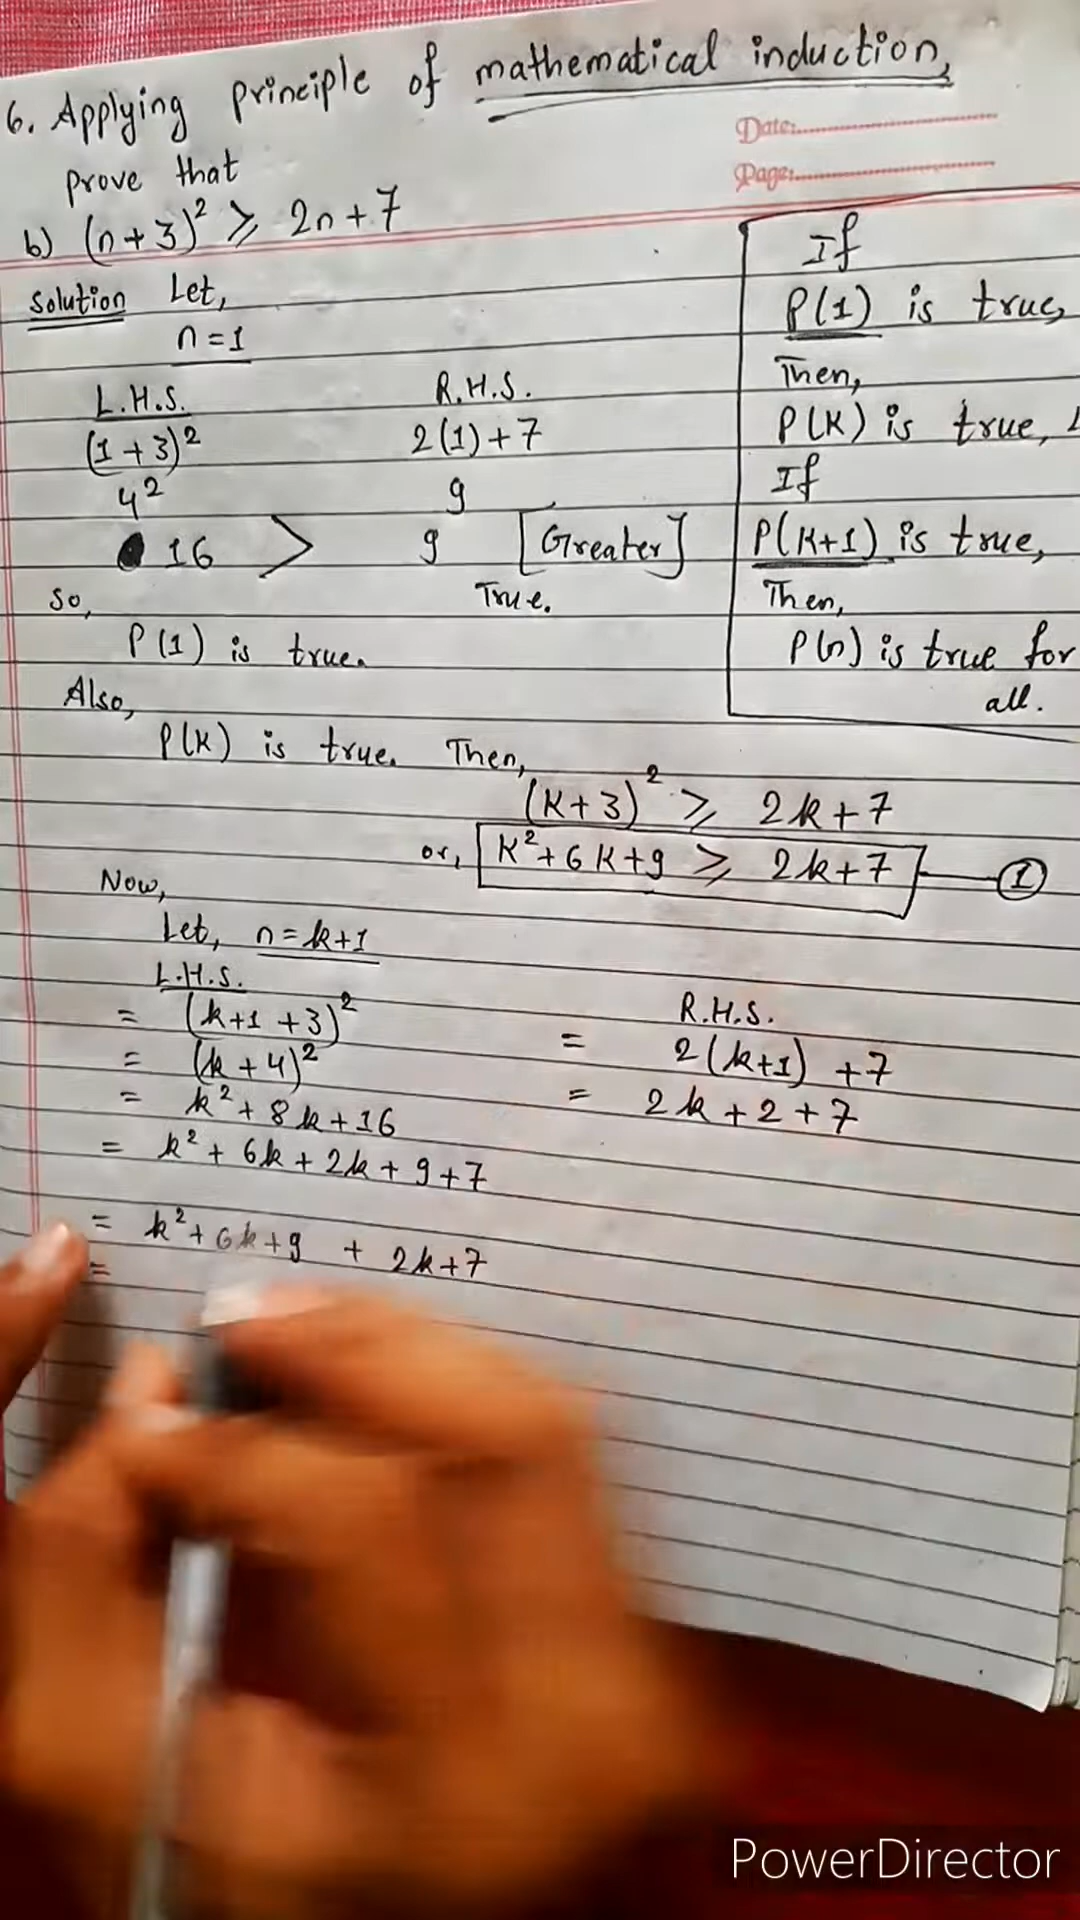 6. Applying principle of mathematical induction,
prove that
Date:
Page:
b) (n+3)² ⩾ 2n+7
Solution Let,
n=1
L.H.S. R.H.S.
(1+3)² 2(1)+7
4² 9
16 > 9 [Greater]
So, True.
P(1) is true.
If
P(1) is true,
Then,
P(K) is true,
If
P(K+1) is true,
Then,
P(n) is true for
all.
Also,
P(K) is true. Then,
(K+3)² ⩾ 2k+7
or, K²+6K+9 ⩾ 2k+7 — 1
Now,
Let, n=k+1
L.H.S. R.H.S.
= (k+1+3)² = 2(k+1)+7
= (k+4)² = 2k+2+7
= k²+8k+16
= k²+6k+2k+9+7
= k²+6k+9 + 2k+7
=
PowerDirector